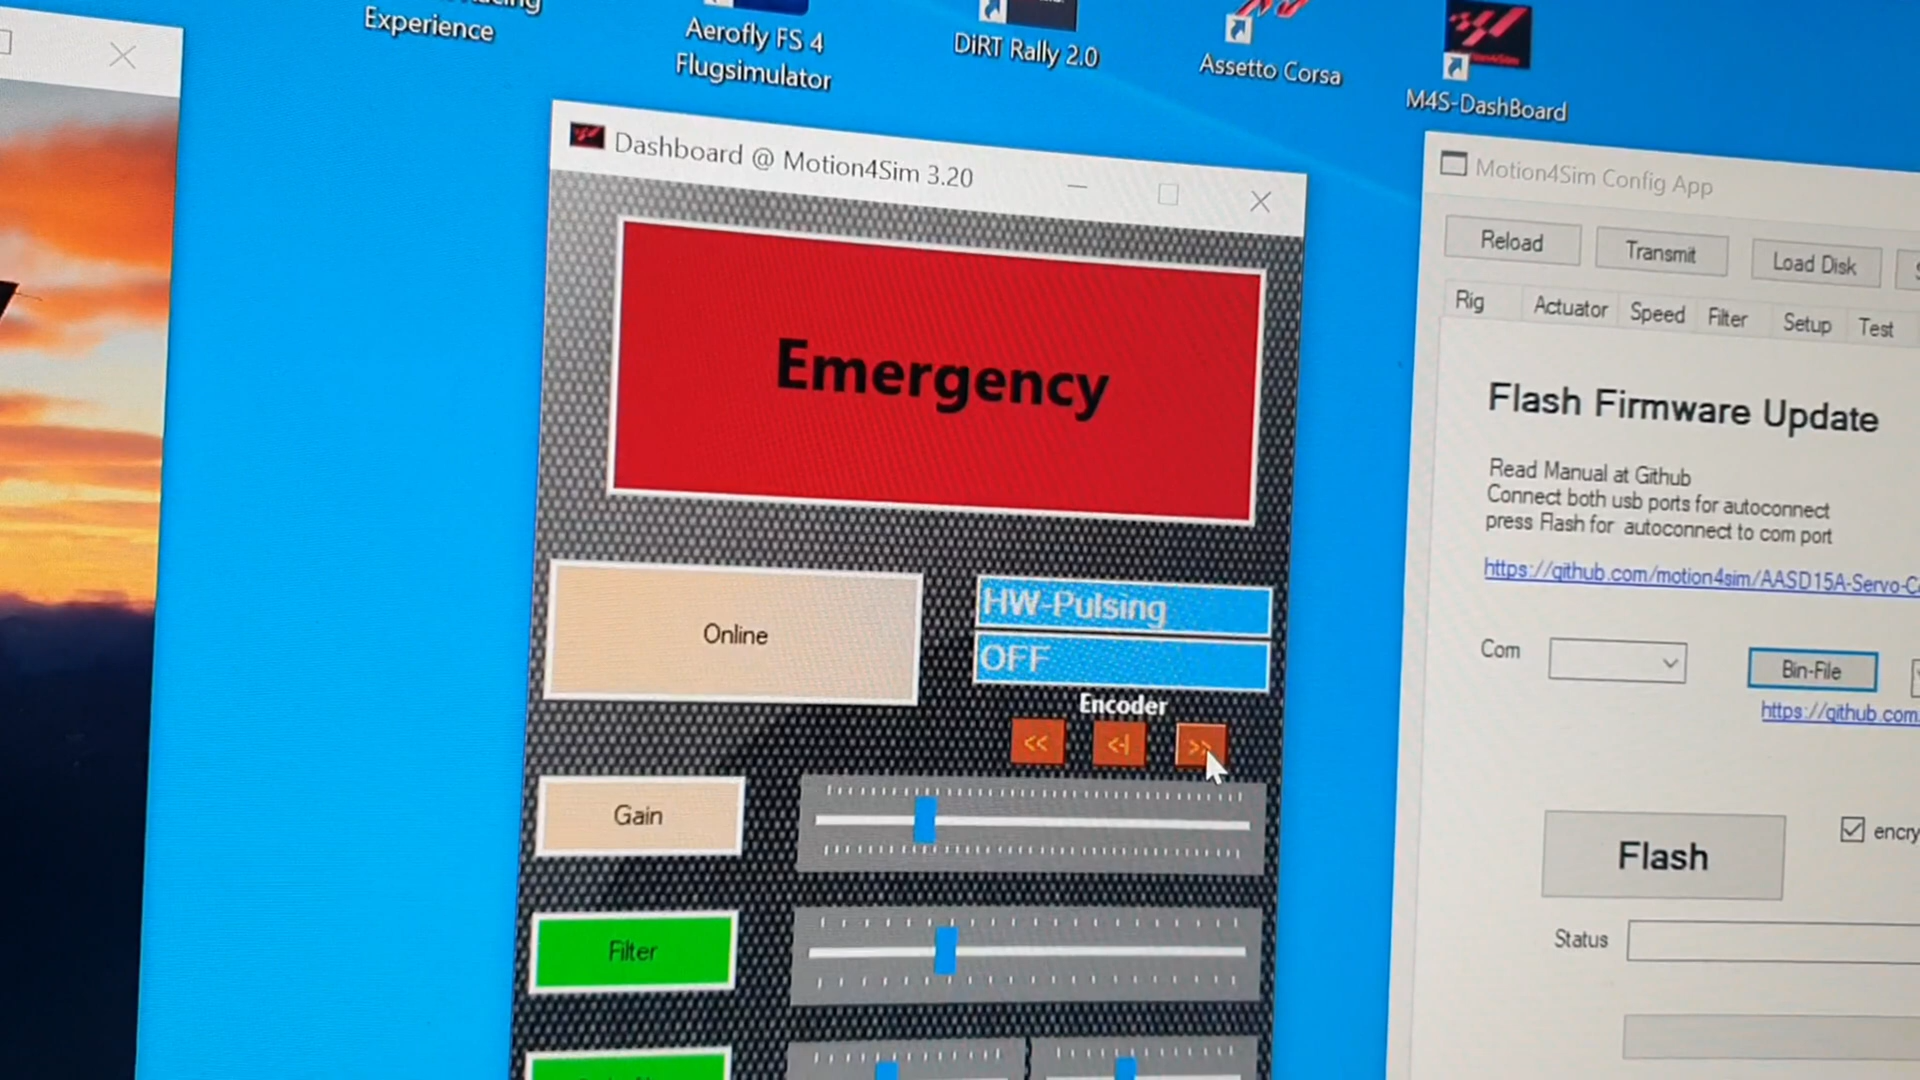 Experience
Aerofly FS 4
Flugsimulator
DiRT Rally 2.0
Assetto Corsa
M4S-DashBoard
Dashboard @ Motion4Sim 3.20
Emergency
Online
HW-Pulsing
OFF
Encoder
<<
<-|
>>
Gain
Filter
Motion4Sim Config App
Reload
Transmit
Load Disk
Rig
Actuator
Speed
Filter
Setup
Test
Flash Firmware Update
Read Manual at Github
Connect both usb ports for autoconnect
press Flash for autoconnect to com port
https://github.com/motion4sim/AASD15A-Servo-C
Com
Bin-File
https://github.com
Flash
encry
Status